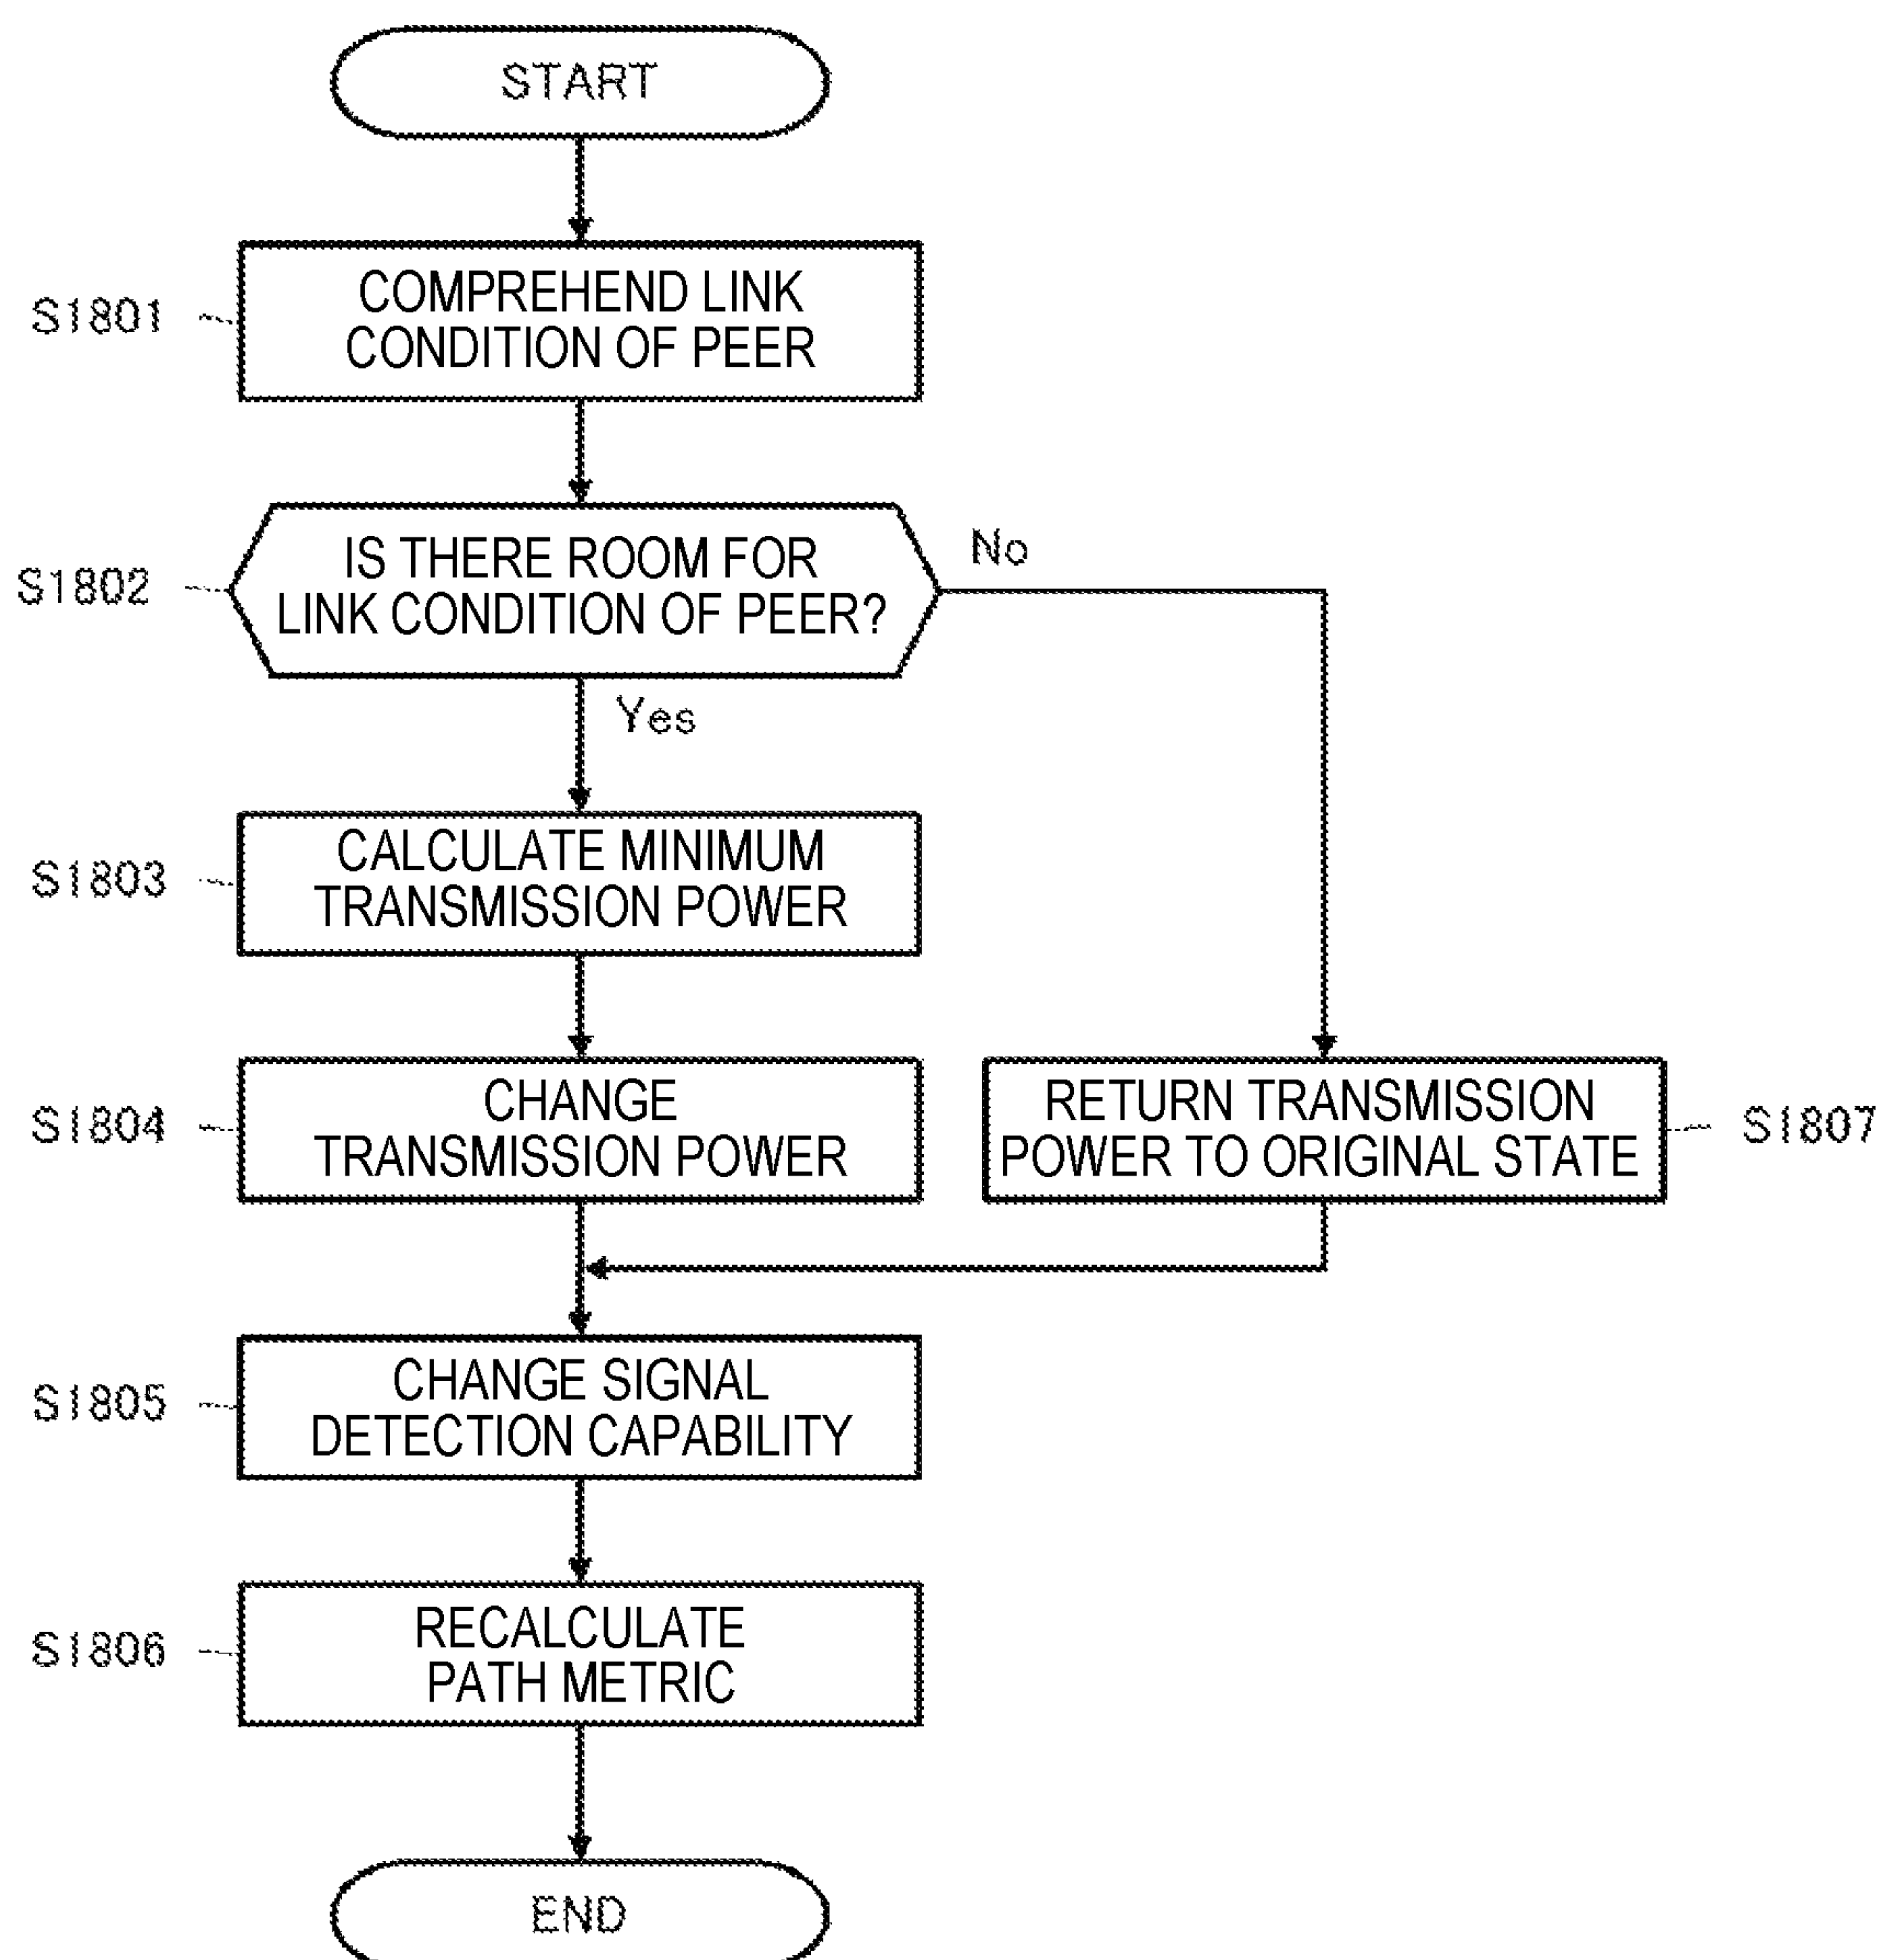 START
S1801
COMPREHEND LINK
CONDITION OF PEER
S1802
IS THERE ROOM FOR
LINK CONDITION OF PEER?
No
Yes
S1803
CALCULATE MINIMUM
TRANSMISSION POWER
S1804
CHANGE
TRANSMISSION POWER
RETURN TRANSMISSION
POWER TO ORIGINAL STATE
S1807
S1805
CHANGE SIGNAL
DETECTION CAPABILITY
S1806
RECALCULATE
PATH METRIC
END